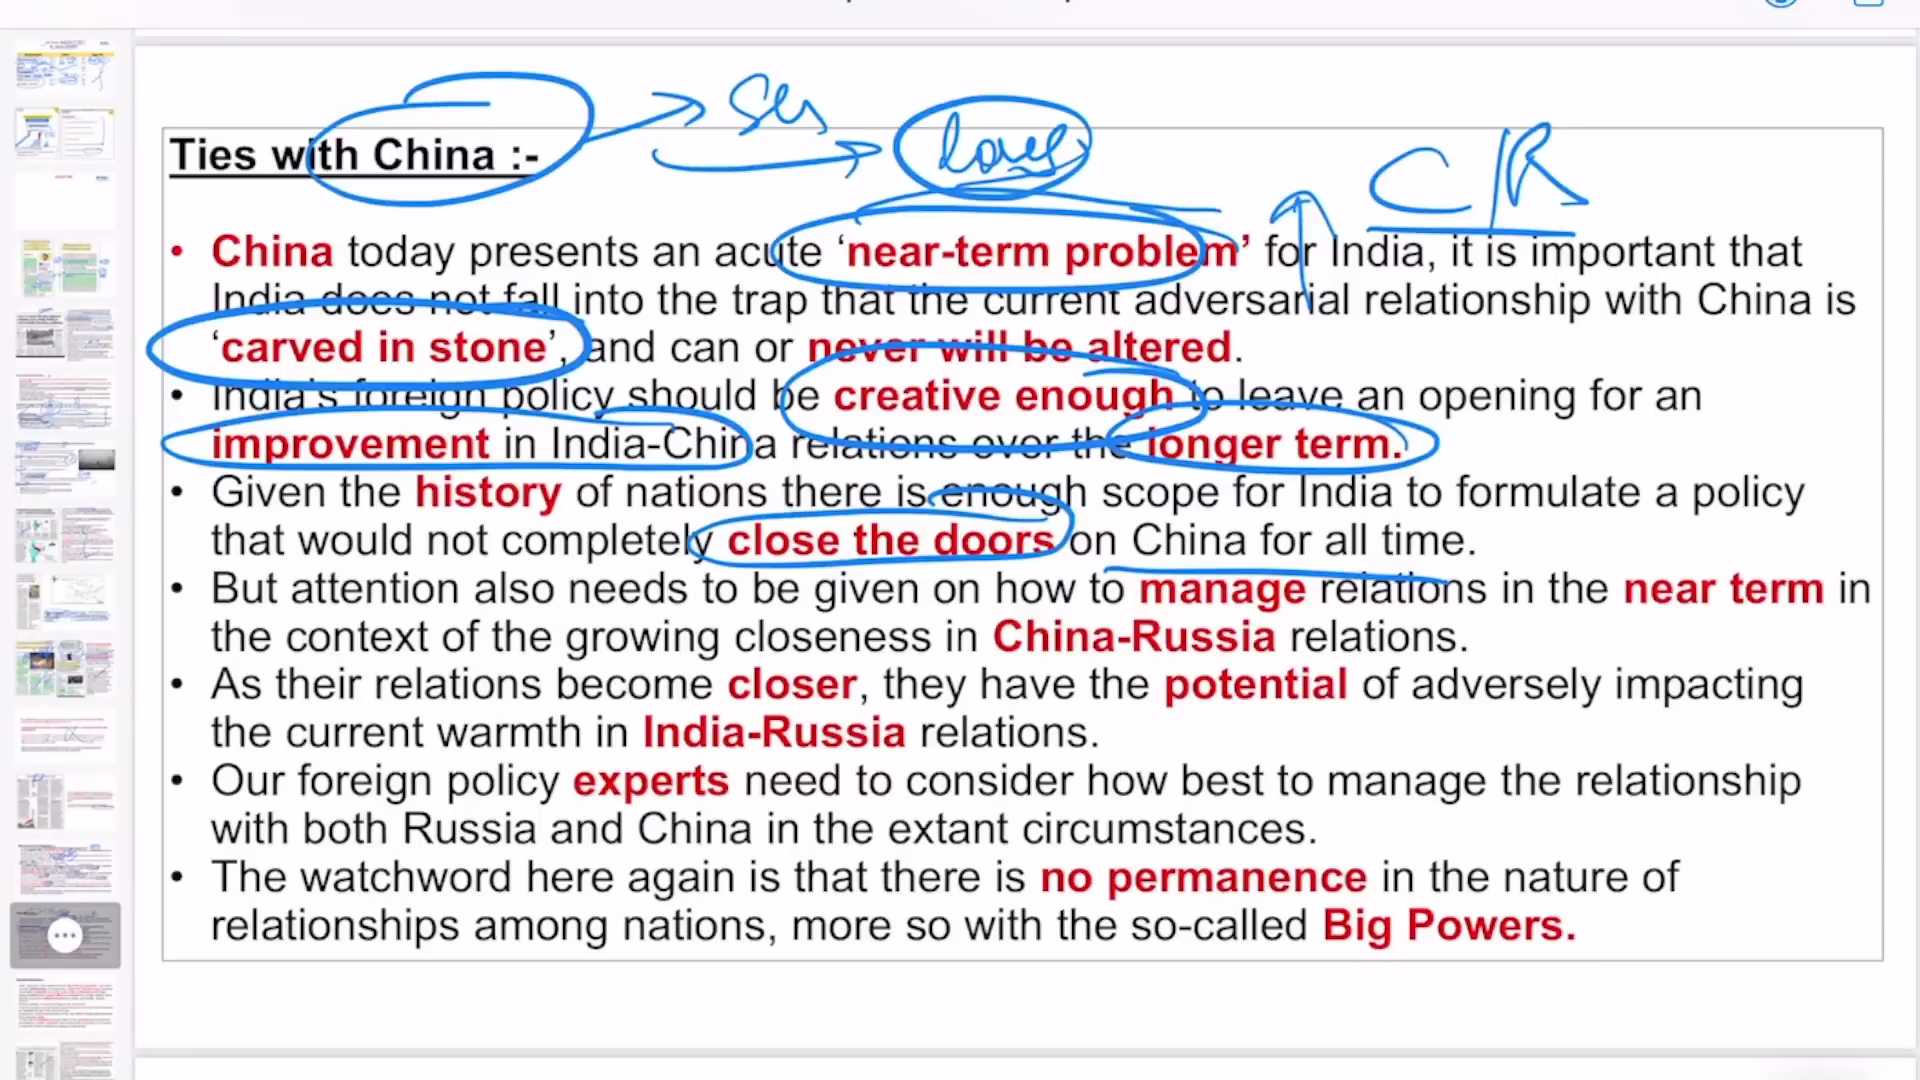 C/R
Ties with China :-
• China today presents an acute ‘near-term problem’ for India, it is important that
India does not fall into the trap that the current adversarial relationship with China is
‘carved in stone’, and can or never will be altered.
• India's foreign policy should be creative enough to leave an opening for an
improvement in India-China relations over the longer term.
• Given the history of nations there is enough scope for India to formulate a policy
that would not completely close the doors on China for all time.
• But attention also needs to be given on how to manage relations in the near term in
the context of the growing closeness in China-Russia relations.
• As their relations become closer, they have the potential of adversely impacting
the current warmth in India-Russia relations.
• Our foreign policy experts need to consider how best to manage the relationship
with both Russia and China in the extant circumstances.
• The watchword here again is that there is no permanence in the nature of
relationships among nations, more so with the so-called Big Powers.